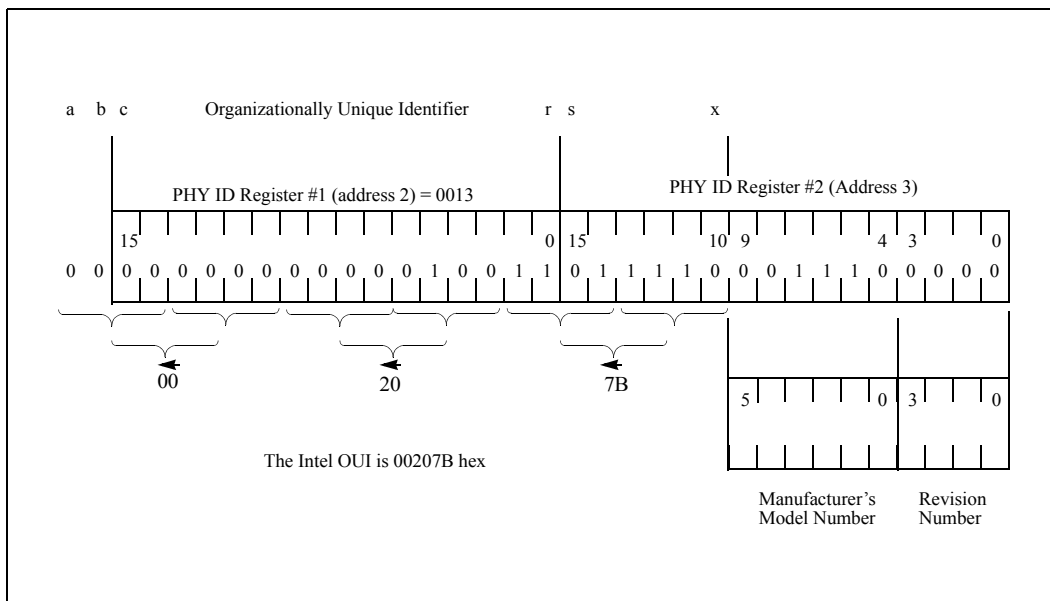 a b c Organizationally Unique Identifier r s x
PHY ID Register #1 (address 2) = 0013 PHY ID Register #2 (Address 3)
15 0 15 10 9 4 3 0
0 0 0 0 0 0 0 0 0 0 0 0 0 1 0 0 1 1 0 1 1 1 1 0 0 0 1 1 1 0 0 0 0 0
00 20 7B
5 0 3 0
The Intel OUI is 00207B hex
Manufacturer's Revision
Model Number Number